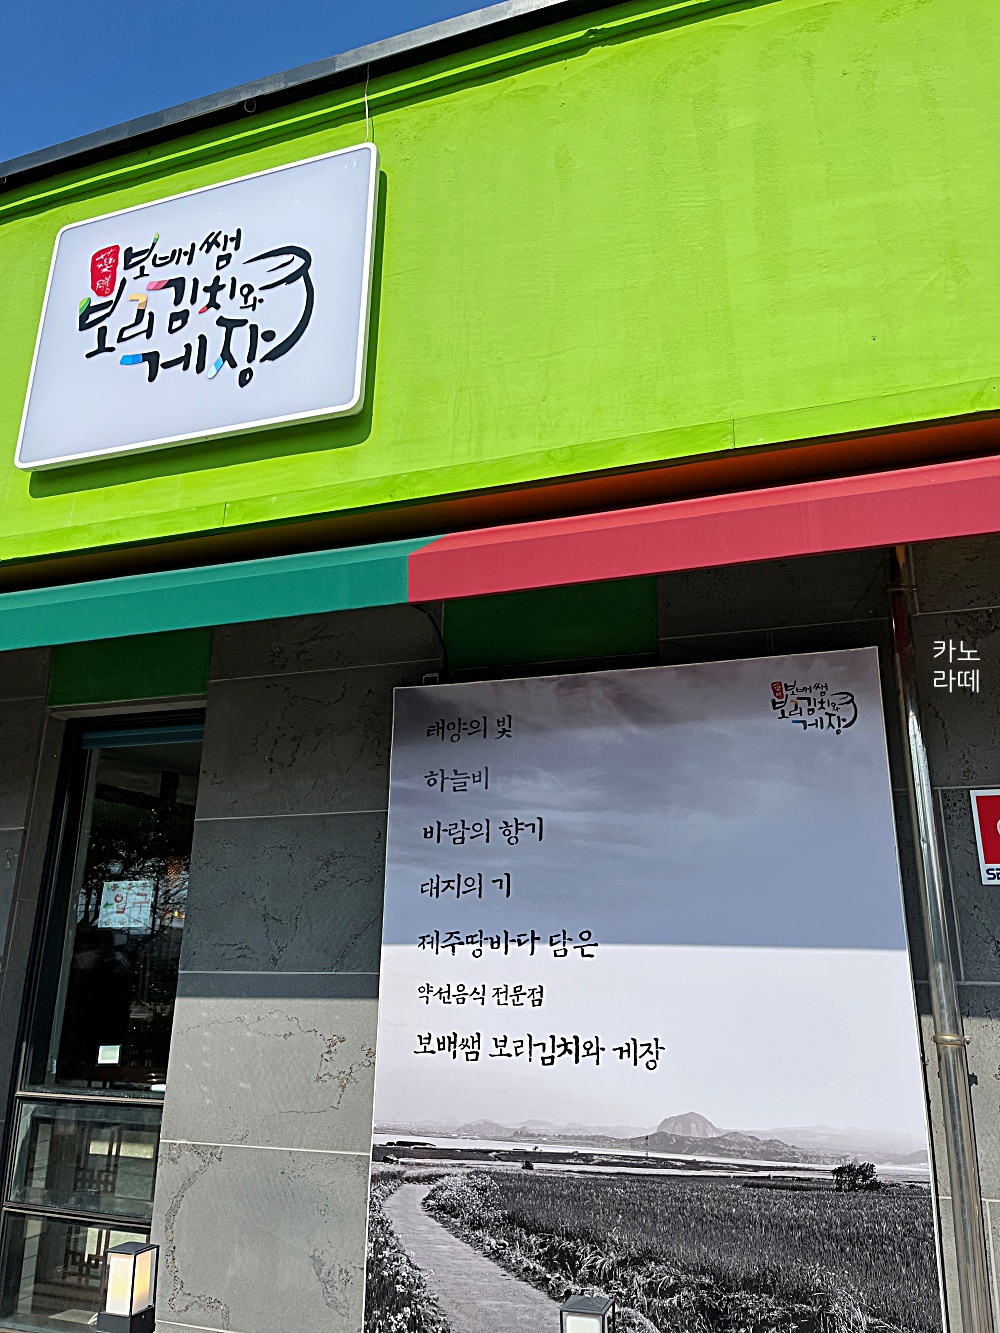 보배쌤
보리김치와
게장
카노
라떼
보배쌤
보리김치와
게장
태양의 빛
하늘비
바람의 향기
대지의 기
제주땅바다 담은
약선음식 전문점
보배쌤 보리김치와 게장
입구